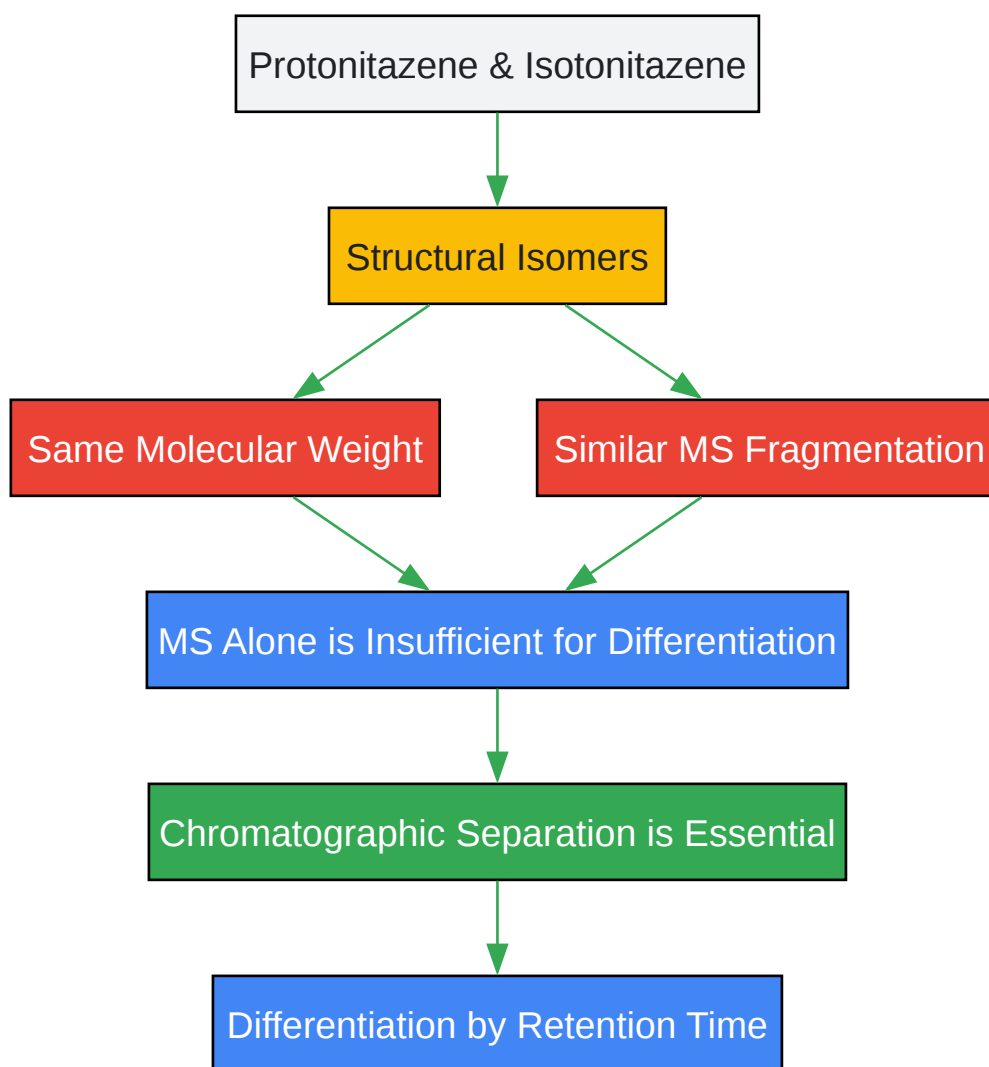 Protonitazene & Isotonitazene
Structural Isomers
Same Molecular Weight
Similar MS Fragmentation
MS Alone is Insufficient for Differentiation
Chromatographic Separation is Essential
Differentiation by Retention Time